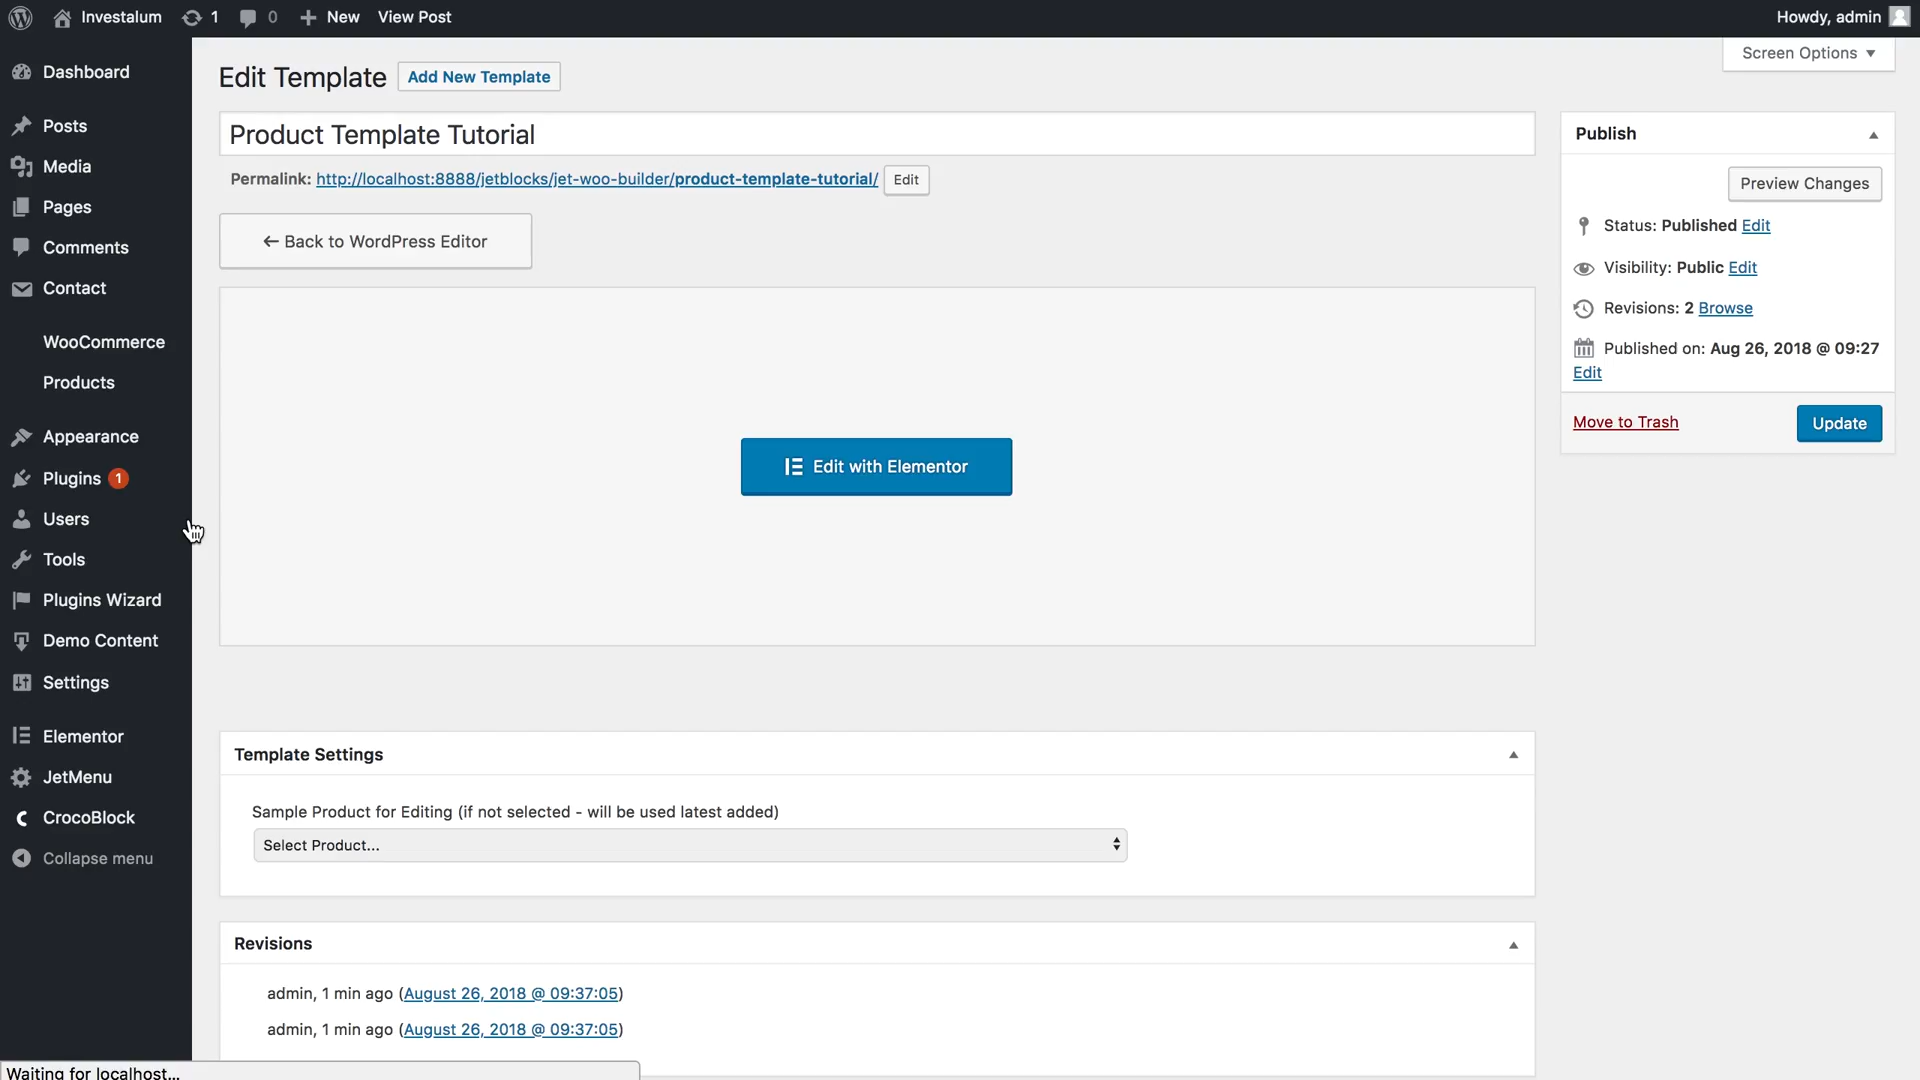 Investalum 1 0 New View Post Howdy, admin
Screen Options
Dashboard
Posts
Media
Pages
Comments
Contact
WooCommerce
Products
Appearance
Plugins 1
Users
Tools
Plugins Wizard
Demo Content
Settings
Elementor
JetMenu
CrocoBlock
Collapse menu
Edit Template Add New Template
Product Template Tutorial
Permalink: http://localhost:8888/jetblocks/jet-woo-builder/product-template-tutorial/ Edit
← Back to WordPress Editor
Edit with Elementor
Template Settings
Sample Product for Editing (if not selected - will be used latest added)
Select Product...
Revisions
admin, 1 min ago (August 26, 2018 @ 09:37:05)
admin, 1 min ago (August 26, 2018 @ 09:37:05)
Publish
Preview Changes
Status: Published Edit
Visibility: Public Edit
Revisions: 2 Browse
Published on: Aug 26, 2018 @ 09:27
Edit
Move to Trash Update
Waiting for localhost...